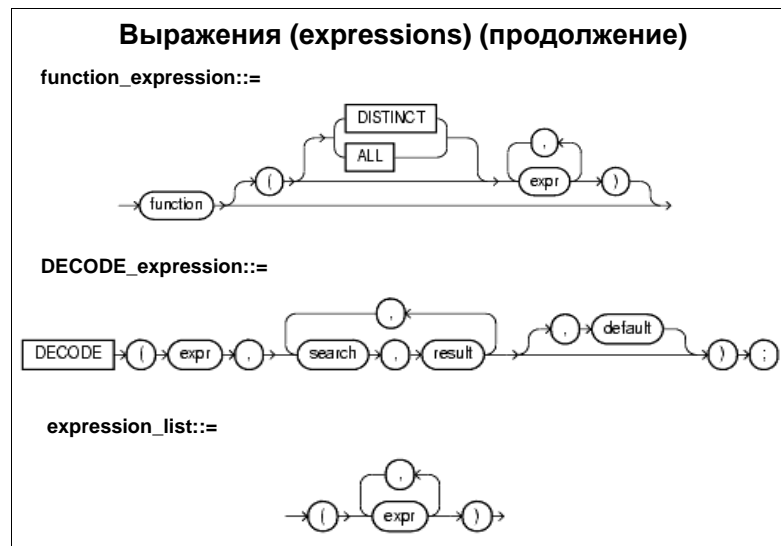 Выражения (expressions) (продолжение)
function_expression::=
DISTINCT
ALL
,
function ( expr )
DECODE_expression::=
,
, default
DECODE ( expr , search , result ) ;
expression_list::=
,
( expr )